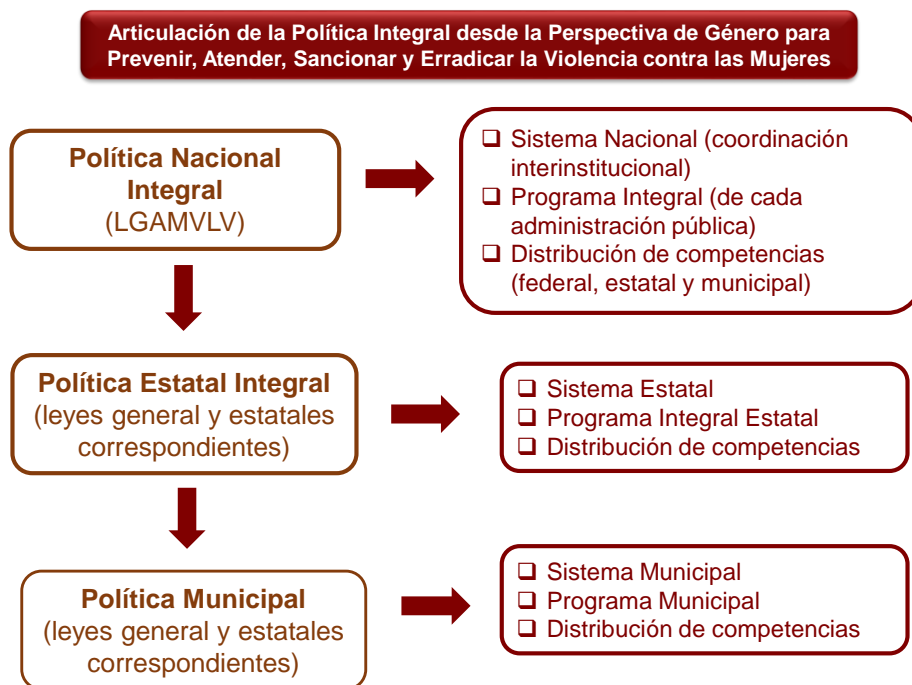 Articulación de la Política Integral desde la Perspectiva de Género para
Prevenir, Atender, Sancionar y Erradicar la Violencia contra las Mujeres
Política Nacional
Integral
(LGAMVLV)
❑ Sistema Nacional (coordinación
interinstitucional)
❑ Programa Integral (de cada
administración pública)
❑ Distribución de competencias
(federal, estatal y municipal)
Política Estatal Integral
(leyes general y estatales
correspondientes)
❑ Sistema Estatal
❑ Programa Integral Estatal
❑ Distribución de competencias
Política Municipal
(leyes general y estatales
correspondientes)
❑ Sistema Municipal
❑ Programa Municipal
❑ Distribución de competencias